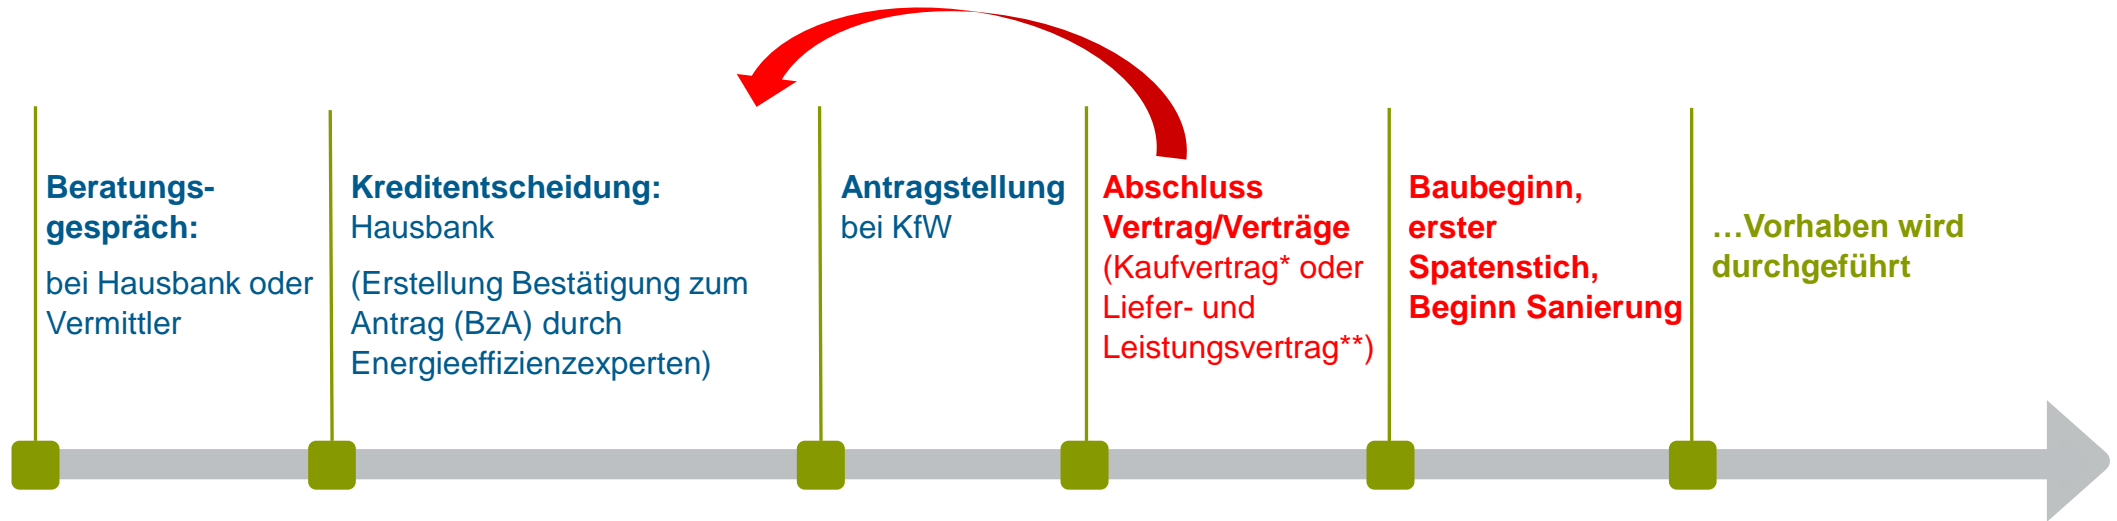 Beratungs-
gespräch:
bei Hausbank oder
Vermittler
Kreditentscheidung:
Hausbank
(Erstellung Bestätigung zum
Antrag (BzA) durch
Energieeffizienzexperten)
Antragstellung
bei KfW
Abschluss
Vertrag/Verträge
(Kaufvertrag* oder
Liefer- und
Leistungsvertrag**)
Baubeginn,
erster
Spatenstich,
Beginn Sanierung
…Vorhaben wird
durchgeführt